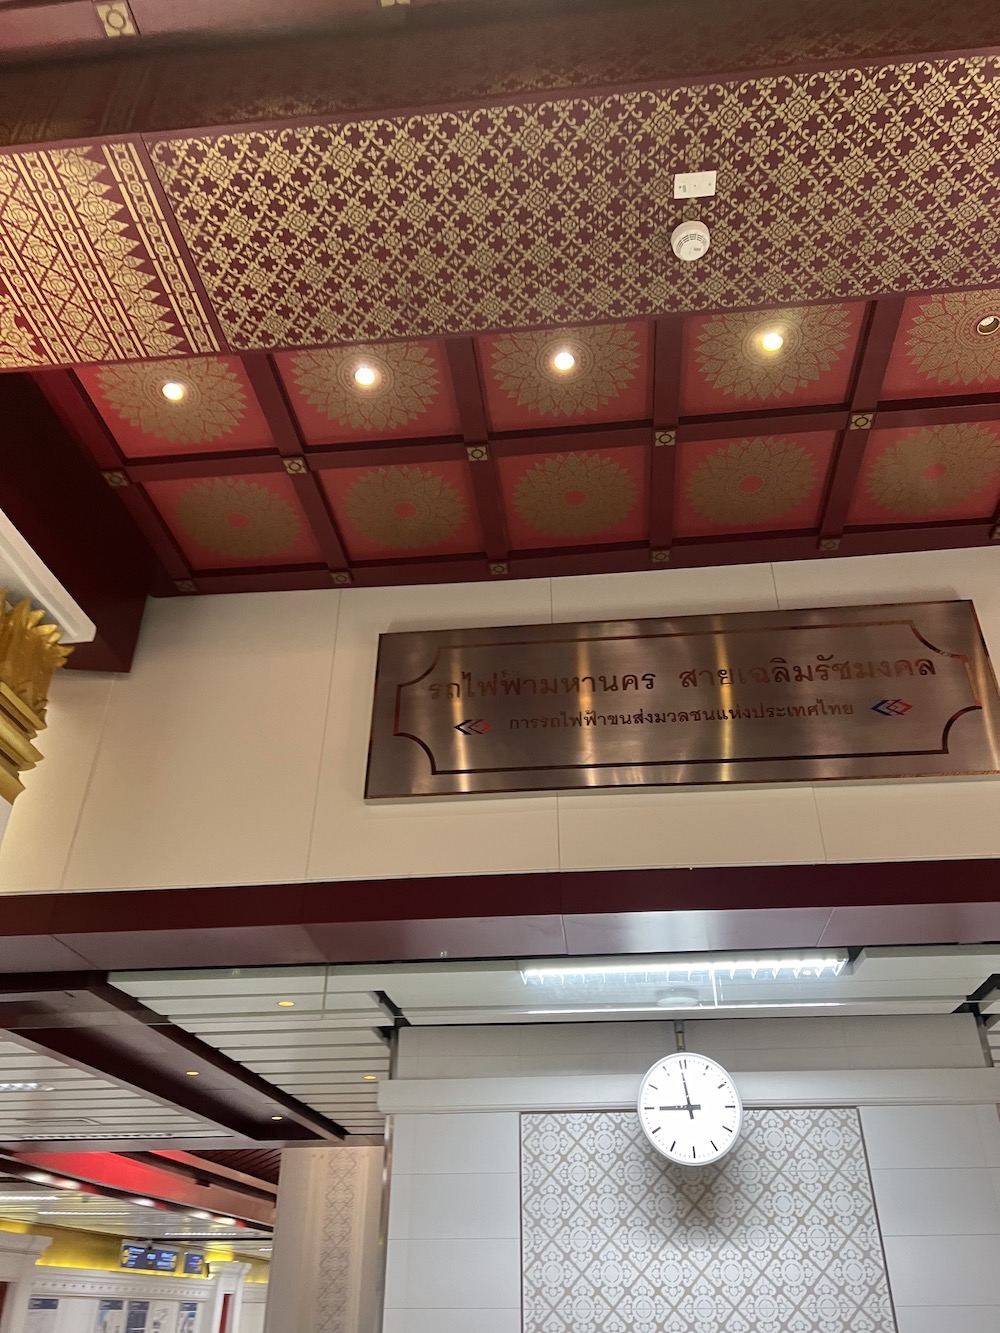 รถไฟฟ้ามหานคร สายเฉลิมรัชมงคล
การรถไฟฟ้าขนส่งมวลชนแห่งประเทศไทย